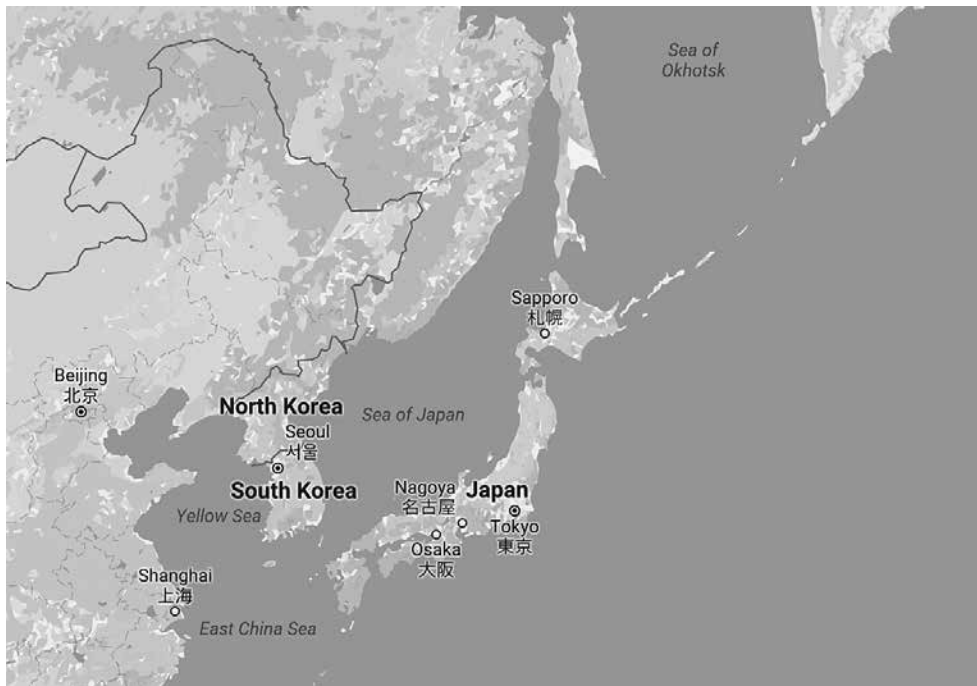 Sea of
Okhotsk
Sapporo
札幌
Beijing
北京
North Korea
Sea of Japan
Seoul
서울
South Korea
Nagoya
名古屋
Japan
Yellow Sea
Tokyo
東京
Osaka
大阪
Shanghai
上海
East China Sea